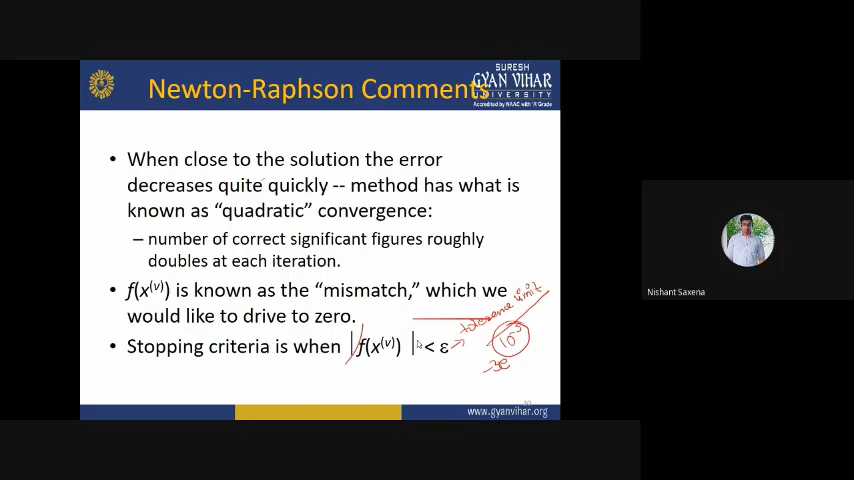 SURESH
GYAN VIHAR
UNIVERSITY
Accredited by NAAC with 'A' Grade
Newton-Raphson Comments
• When close to the solution the error
decreases quite quickly -- method has what is
known as "quadratic" convergence:
– number of correct significant figures roughly
doubles at each iteration.
• f(x⁽ᵛ⁾) is known as the "mismatch," which we
would like to drive to zero.
• Stopping criteria is when |f(x⁽ᵛ⁾)| < ε
tolerance limit
10⁻³
www.gyanvihar.org
Nishant Saxena